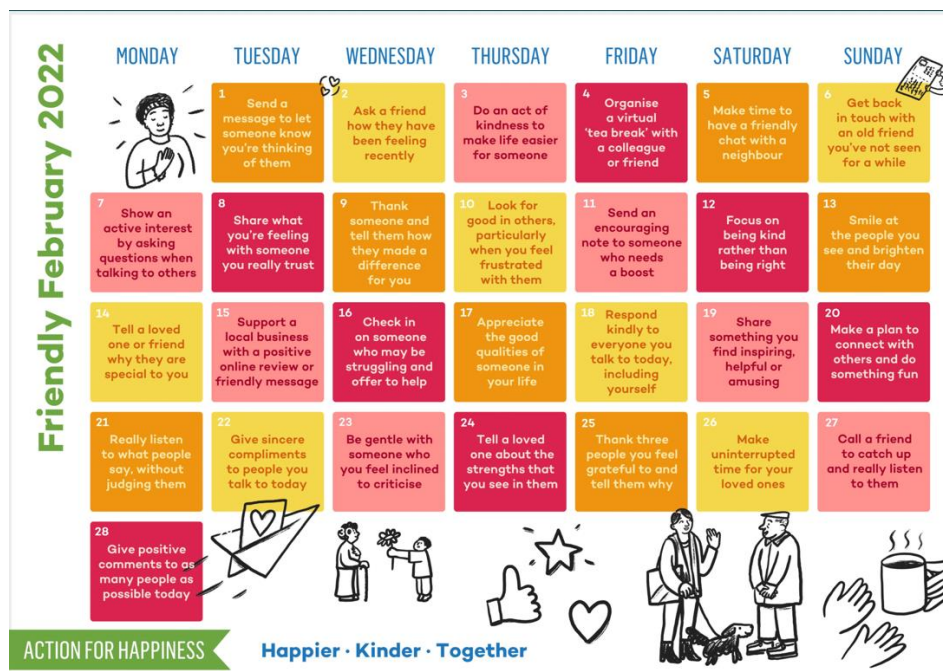 Friendly February 2022
MONDAY
TUESDAY
WEDNESDAY
THURSDAY
FRIDAY
SATURDAY
SUNDAY
1
Send a
message to let
someone know
you're thinking
of them
2
Ask a friend
how they have
been feeling
recently
3
Do an act of
kindness to
make life easier
for someone
4
Organise
a virtual
'tea break' with
a colleague
or friend
5
Make time to
have a friendly
chat with a
neighbour
6
Get back
in touch with
an old friend
you've not seen
for a while
7
Show an
active interest
by asking
questions when
talking to others
8
Share what
you're feeling
with someone
you really trust
9
Thank
someone and
tell them how
they made a
difference
for you
10
Look for
good in others,
particularly
when you feel
frustrated
with them
11
Send an
encouraging
note to someone
who needs
a boost
12
Focus on
being kind
rather than
being right
13
Smile at
the people you
see and brighten
their day
14
Tell a loved
one or friend
why they are
special to you
15
Support a
local business
with a positive
online review or
friendly message
16
Check in
on someone
who may be
struggling and
offer to help
17
Appreciate
the good
qualities of
someone in
your life
18
Respond
kindly to
everyone you
talk to today,
including
yourself
19
Share
something you
find inspiring,
helpful or
amusing
20
Make a plan to
connect with
others and do
something fun
21
Really listen
to what people
say, without
judging them
22
Give sincere
compliments
to people you
talk to today
23
Be gentle with
someone who
you feel inclined
to criticise
24
Tell a loved
one about the
strengths that
you see in them
25
Thank three
people you feel
grateful to and
tell them why
26
Make
uninterrupted
time for your
loved ones
27
Call a friend
to catch up
and really listen
to them
28
Give positive
comments to as
many people as
possible today
ACTION FOR HAPPINESS
Happier · Kinder · Together